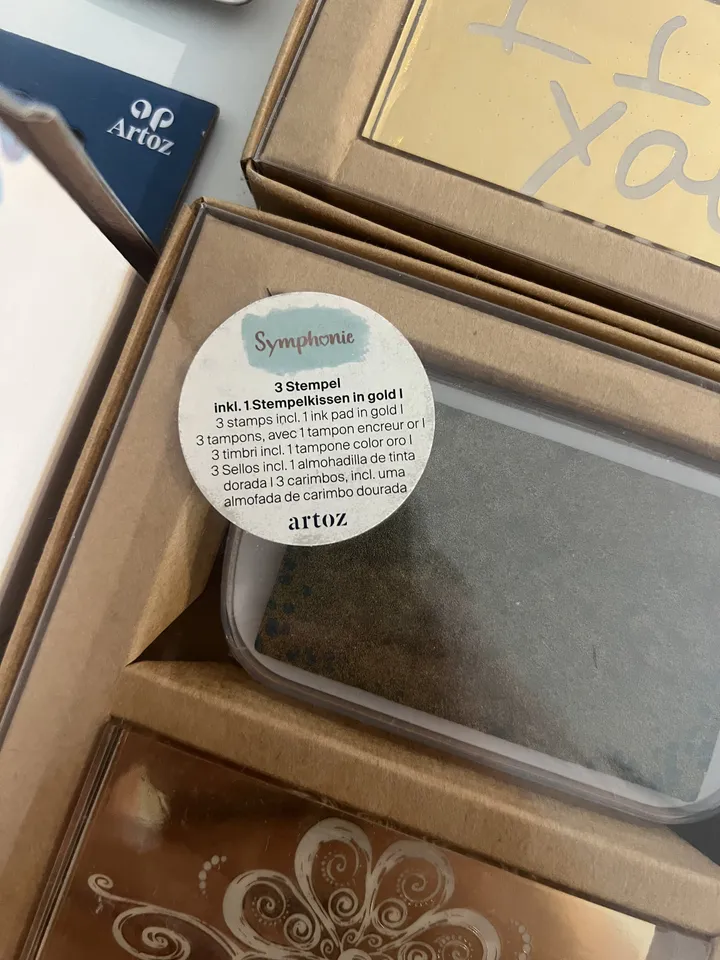 Artoz
Symphonie
3 Stempel
inkl. 1 Stempelkissen in gold I
3 stamps incl. 1 ink pad in gold I
3 tampons, avec 1 tampon encreur or I
3 timbri incl. 1 tampone color oro I
3 Sellos incl. 1 almohadilla de tinta
dorada I 3 carimbos, incl. uma
almofada de carimbo dourada
artoz